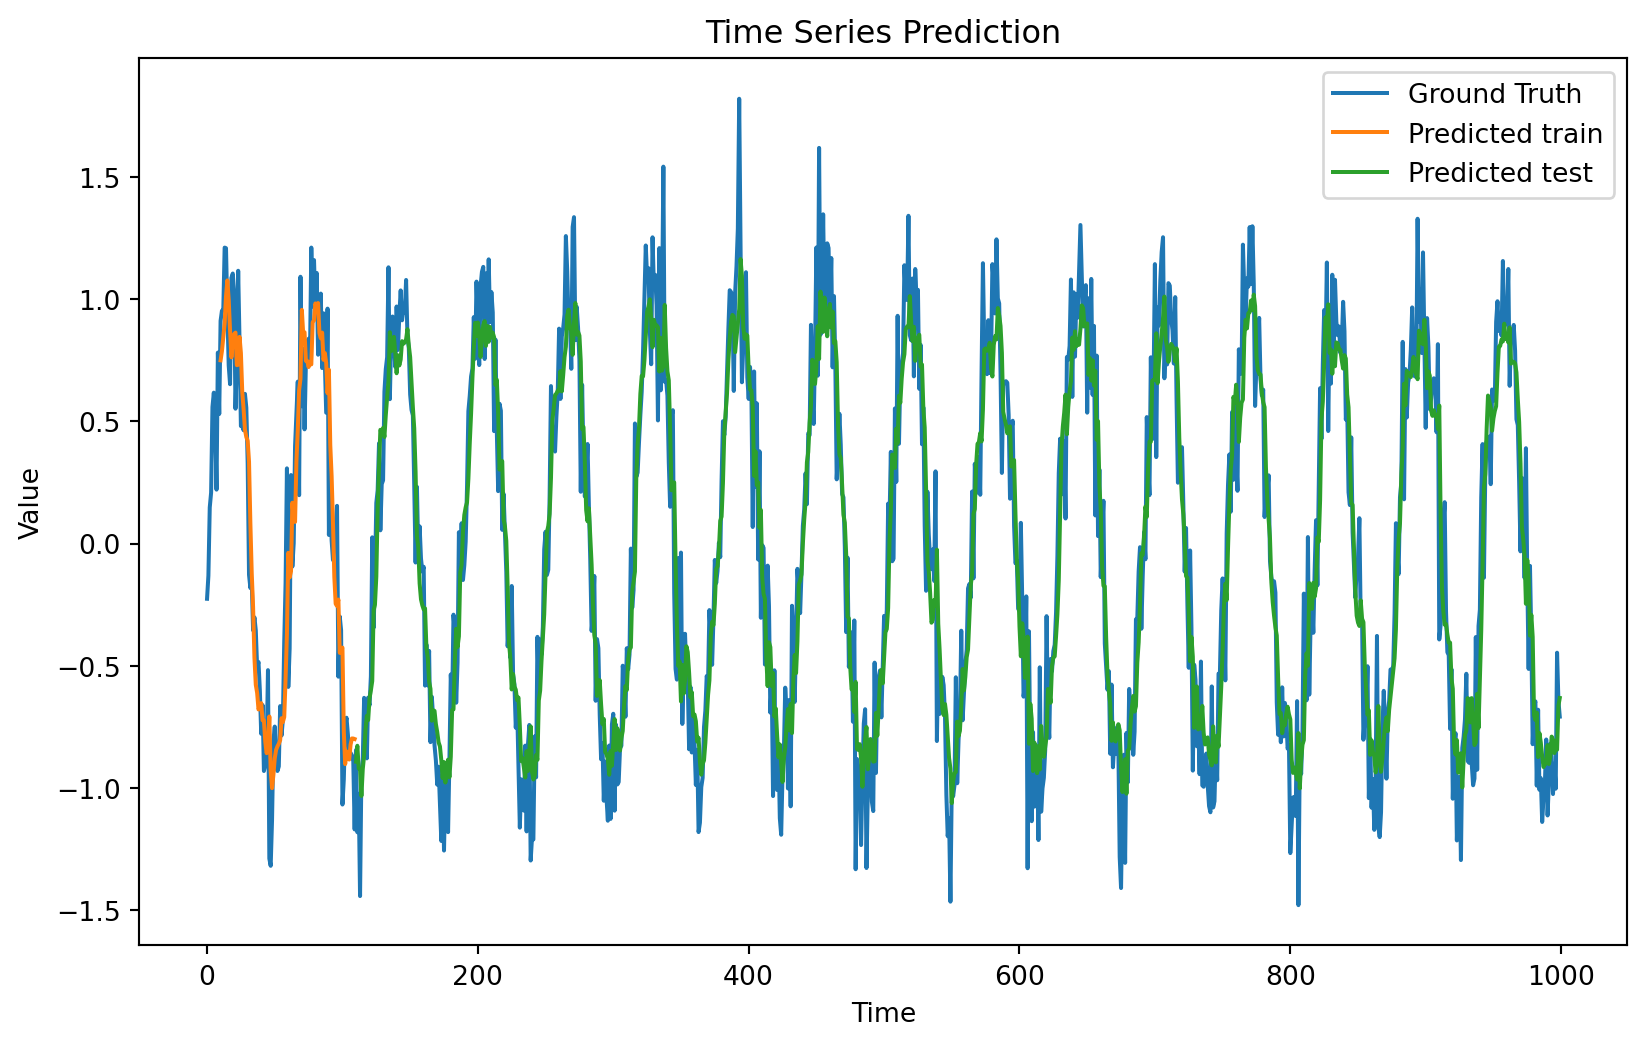 Time Series Prediction
Ground Truth
Predicted train
Predicted test
1.5
1.0
0.5
0.0
−0.5
−1.0
−1.5
Value
0 200 400 600 800 1000
Time